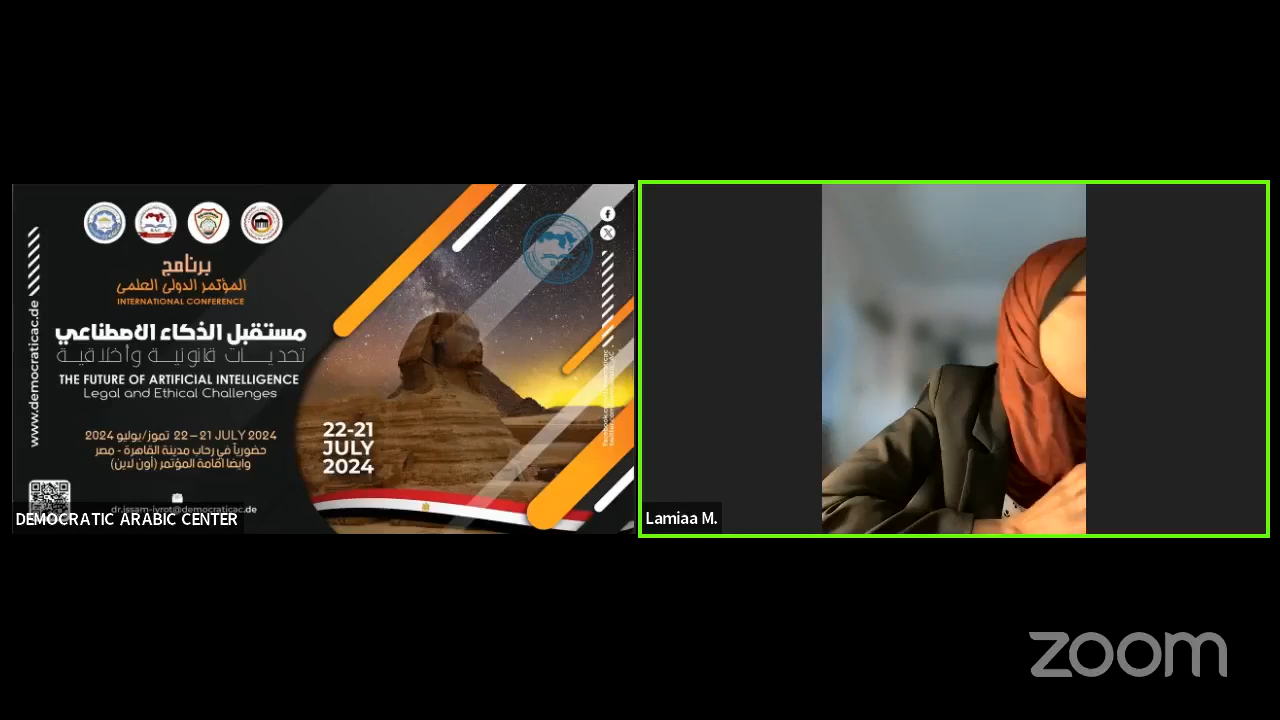 www.democraticac.de
برنامج
المؤتمر الدولي العلمي
INTERNATIONAL CONFERENCE
مستقبل الذكاء الاصطناعي
تحديات قانونية وأخلاقية
THE FUTURE OF ARTIFICIAL INTELLIGENCE
Legal and Ethical Challenges
2024 تموز/يوليو 22 – 21 JULY 2024
حضورياً في رحاب مدينة القاهرة - مصر
وايضا اقامة المؤتمر (أون لاين)
22-21
JULY
2024
DEMOCRATIC ARABIC CENTER
Lamiaa M.
zoom